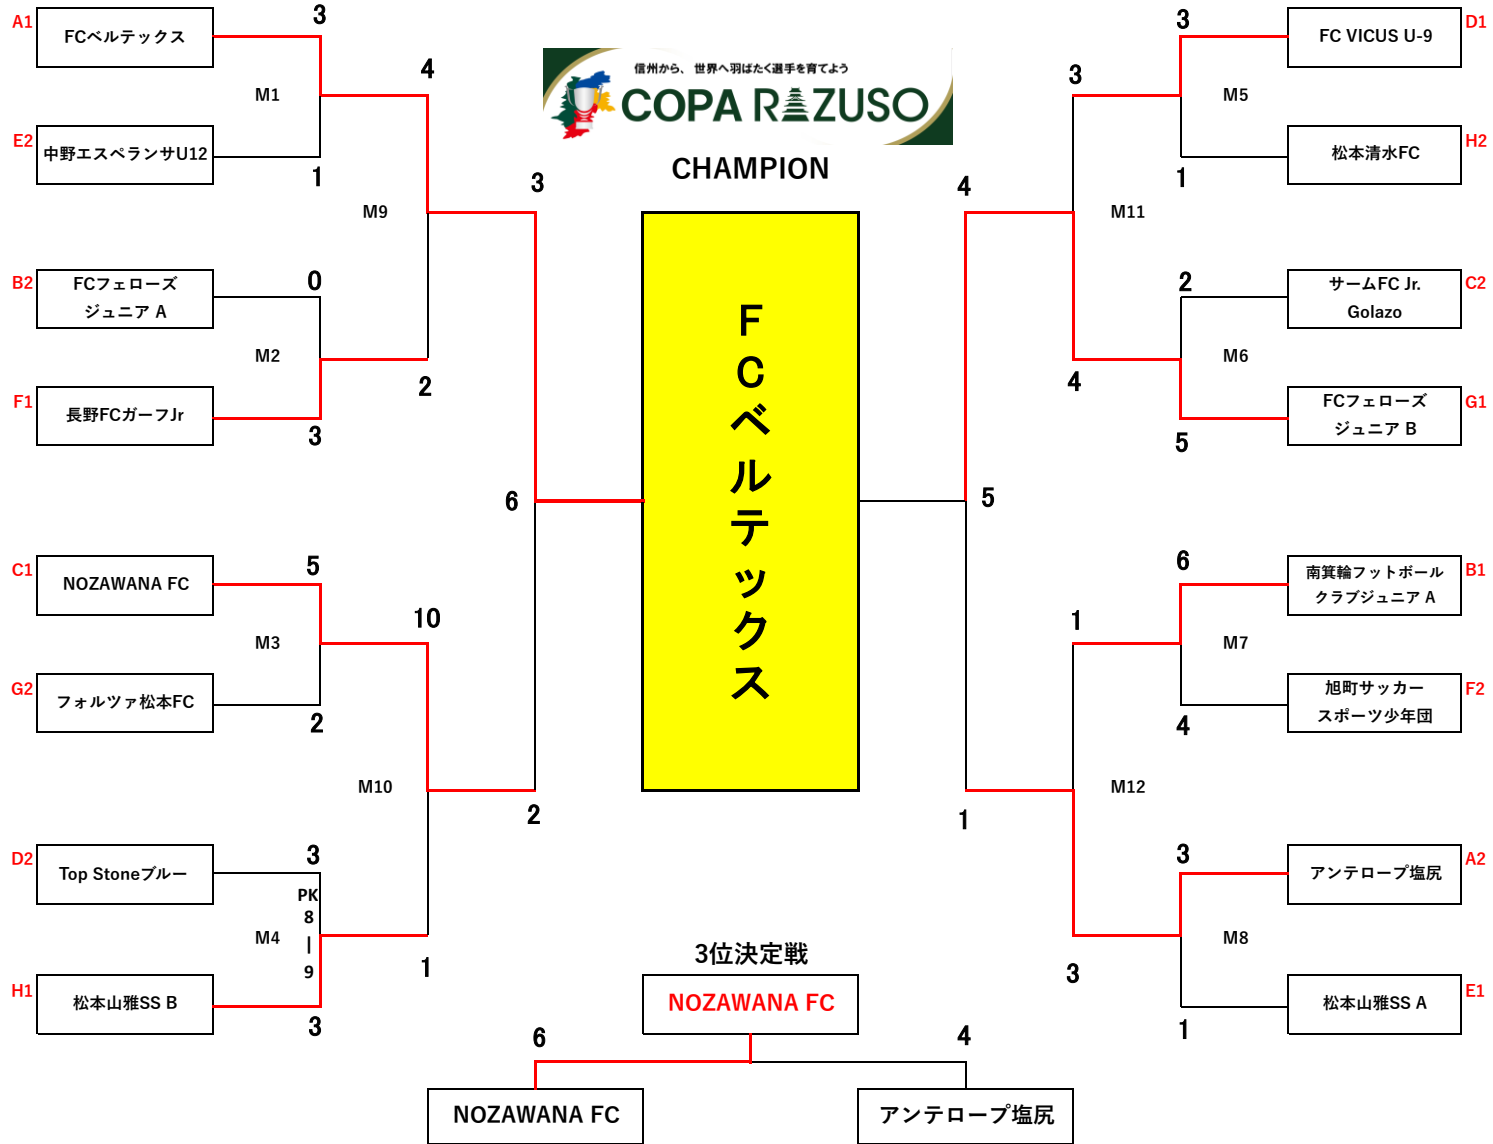 信州から、世界へ羽ばたく選手を育てよう
COPA RAZUSO
CHAMPION
FCベルテックス
A1
FCベルテックス
3
M1
E2
中野エスペランサU12
1
4
M9
B2
FCフェローズ
ジュニア A
0
M2
F1
長野FCガーフJr
3
2
3
6
C1
NOZAWANA FC
5
M3
G2
フォルツァ松本FC
2
10
M10
D2
Top Stoneブルー
3
PK
8
ー
9
M4
H1
松本山雅SS B
3
1
2
D1
FC VICUS U-9
3
M5
H2
松本清水FC
1
3
M11
4
C2
サームFC Jr.
Golazo
2
M6
G1
FCフェローズ
ジュニア B
5
4
5
B1
南箕輪フットボール
クラブジュニア A
6
M7
F2
旭町サッカー
スポーツ少年団
4
1
M12
1
A2
アンテロープ塩尻
3
M8
E1
松本山雅SS A
1
3
3位決定戦
NOZAWANA FC
6
4
NOZAWANA FC
アンテロープ塩尻